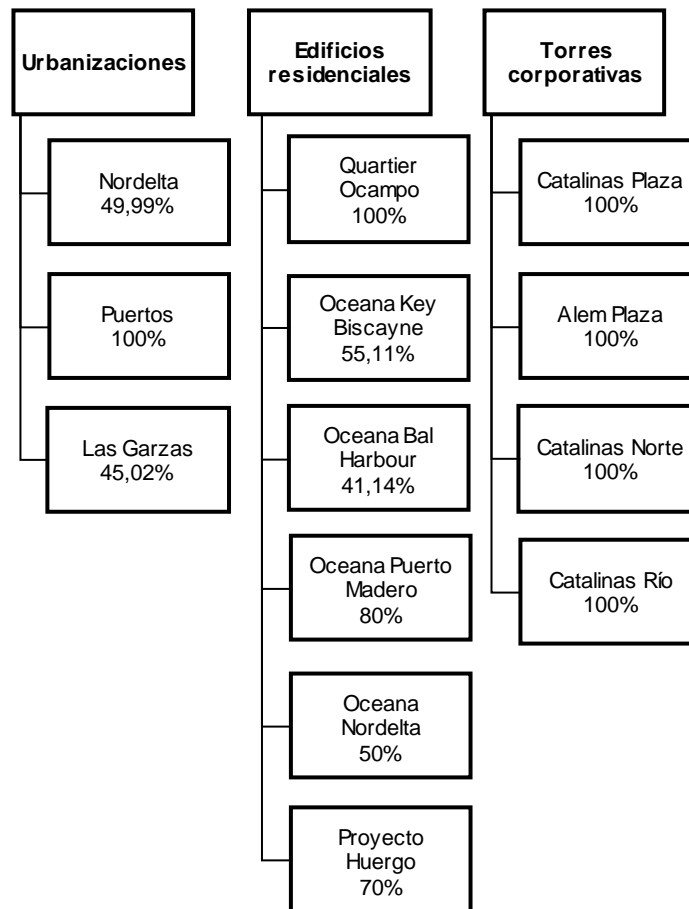 Urbanizaciones
Nordelta
49,99%
Puertos
100%
Las Garzas
45,02%
Edificios
residenciales
Quartier
Ocampo
100%
Oceana Key
Biscayne
55,11%
Oceana Bal
Harbour
41,14%
Oceana Puerto
Madero
80%
Oceana
Nordelta
50%
Proyecto
Huergo
70%
Torres
corporativas
Catalinas Plaza
100%
Alem Plaza
100%
Catalinas Norte
100%
Catalinas Río
100%